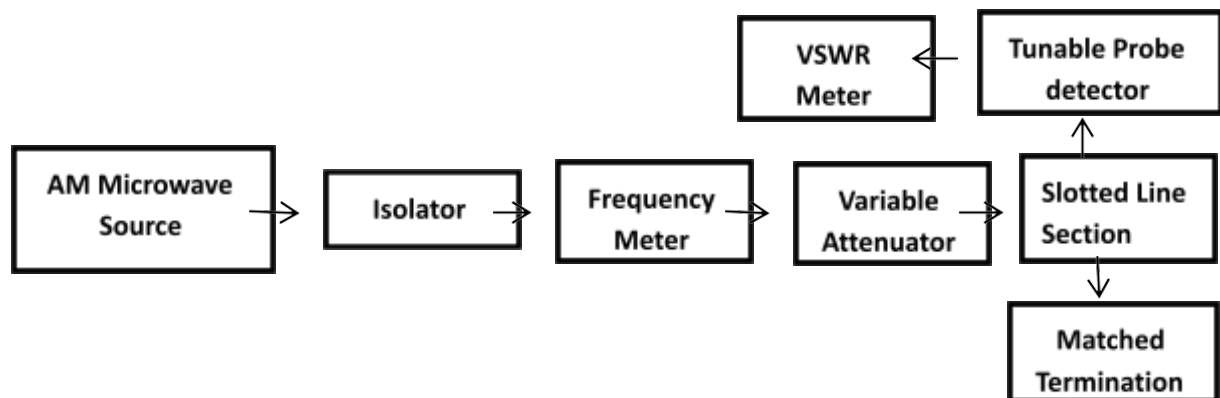 VSWR
Meter
Tunable Probe
detector
AM Microwave
Source
Isolator
Frequency
Meter
Variable
Attenuator
Slotted Line
Section
Matched
Termination